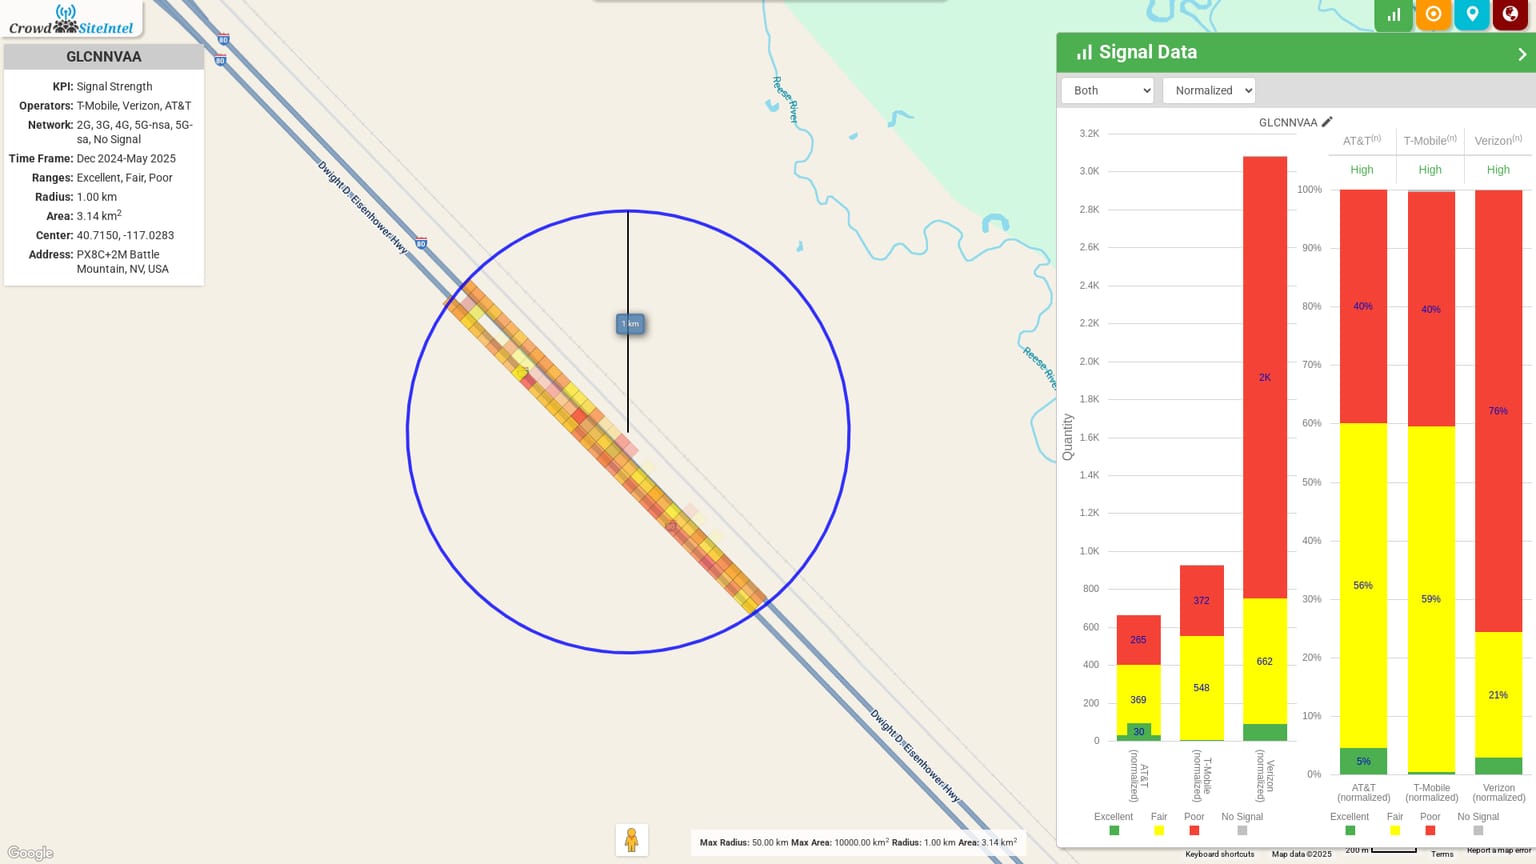 Crowd SiteIntel
GLCNNVAA
KPI: Signal Strength
Operators: T-Mobile, Verizon, AT&T
Network: 2G, 3G, 4G, 5G-nsa, 5G-
sa, No Signal
Time Frame: Dec 2024-May 2025
Ranges: Excellent, Fair, Poor
Radius: 1.00 km
Area: 3.14 km2
Center: 40.7150, -117.0283
Address: PX8C+2M Battle
Mountain, NV, USA
80
80
80
Dwight D. Eisenhower Hwy
Dwight D. Eisenhower Hwy
Reese River
Reese River
1 km
Signal Data
Both
Normalized
GLCNNVAA
3.2K
3.0K
2.8K
2.6K
2.4K
2.2K
2.0K
1.8K
1.6K
1.4K
1.2K
1.0K
800
600
400
200
0
Quantity
265
369
30
372
548
2K
662
AT&T
(normalized)
T-Mobile
(normalized)
Verizon
(normalized)
Excellent Fair Poor No Signal
AT&T(n) T-Mobile(n) Verizon(n)
High High High
100%
90%
80%
70%
60%
50%
40%
30%
20%
10%
0%
40%
56%
5%
40%
59%
76%
21%
AT&T
(normalized)
T-Mobile
(normalized)
Verizon
(normalized)
Excellent Fair Poor No Signal
Max Radius: 50.00 km Max Area: 10000.00 km2 Radius: 1.00 km Area: 3.14 km2
Google
Keyboard shortcuts
Map data ©2025
200 m
Terms
Report a map error